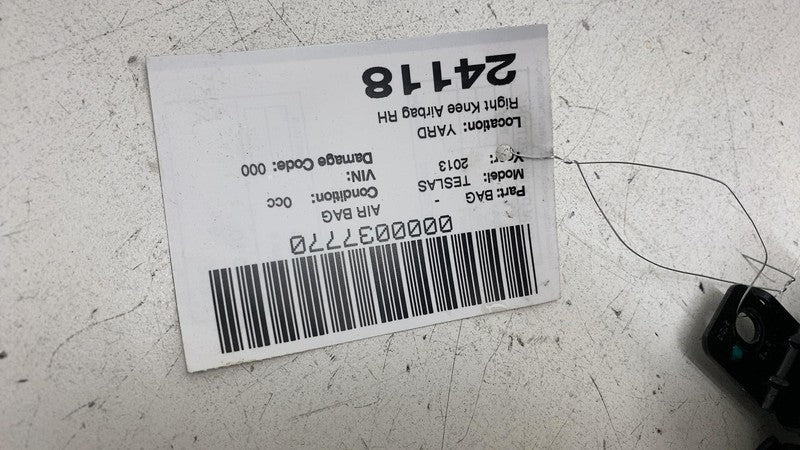 0000037770
Part: BAG - AIR BAG
Model: TESLAS Condition: 0cc
Year: 2013 VIN:
Damage Code: 000
Location: YARD
Right Knee Airbag RH
24118